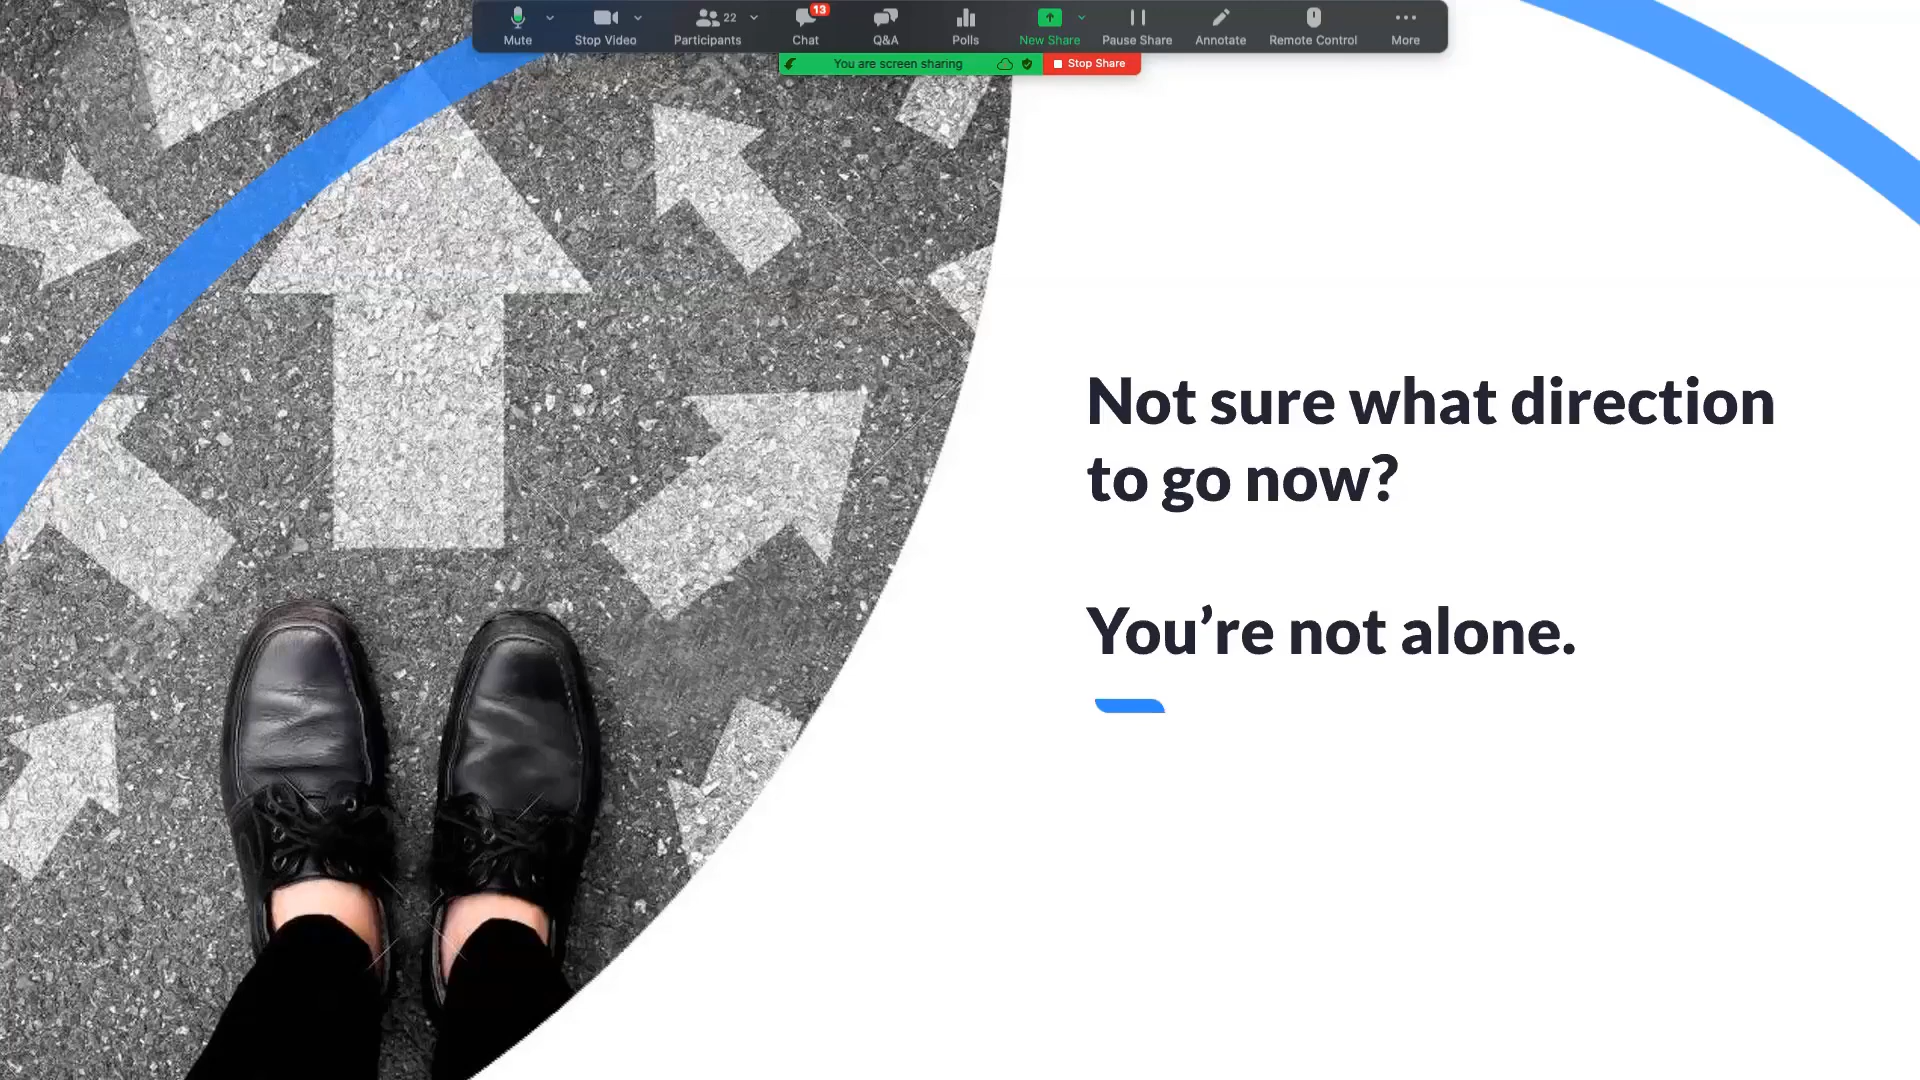 22
13
Mute
Stop Video
Participants
Chat
Q&A
Polls
New Share
Pause Share
Annotate
Remote Control
More
You are screen sharing
Stop Share
Not sure what direction
to go now?
You’re not alone.